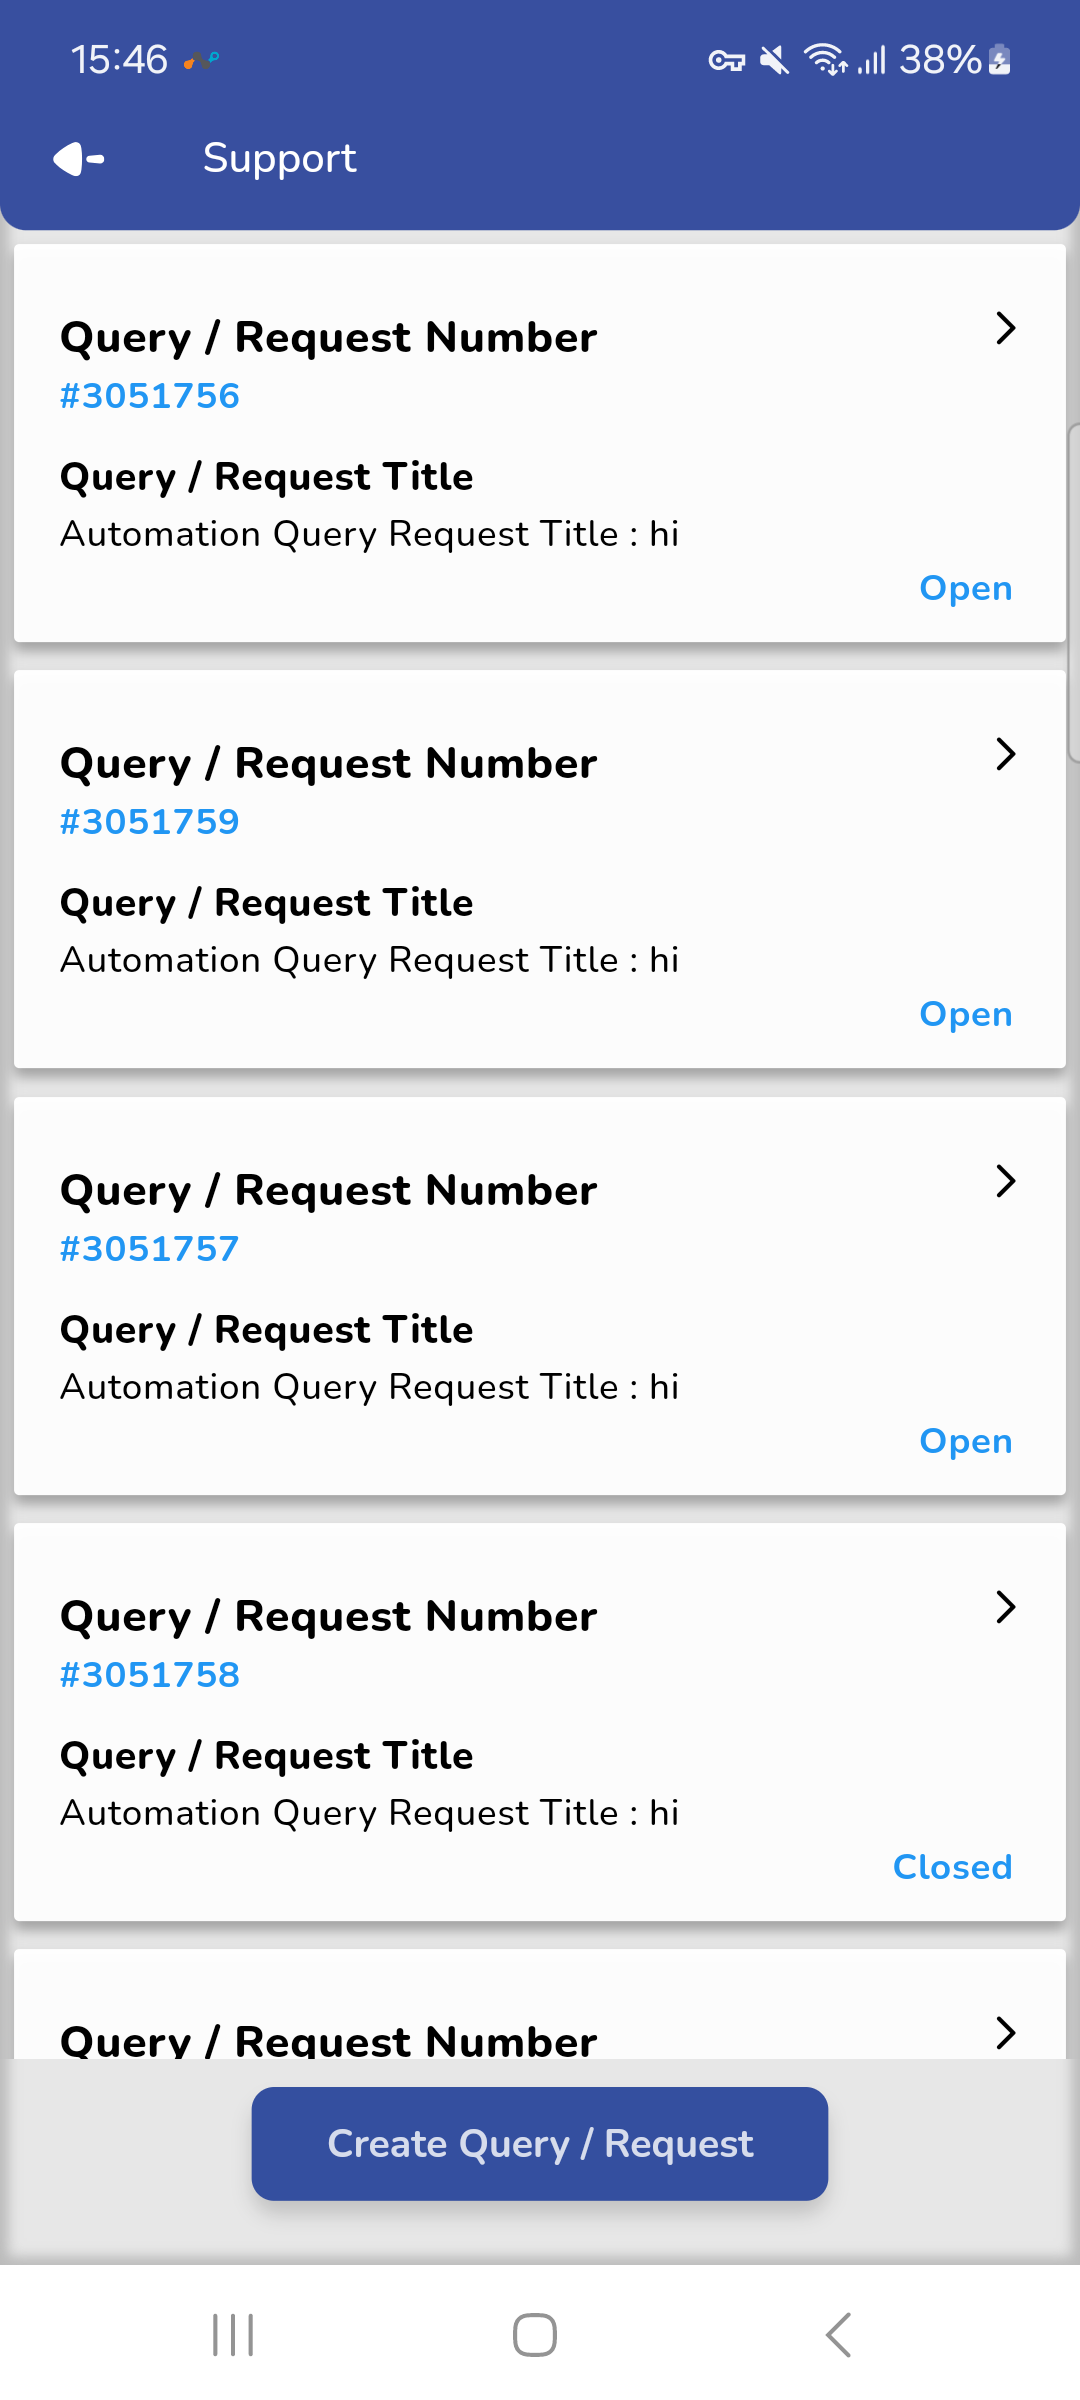 15:46
38%
Support
Query / Request Number
#3051756
Query / Request Title
Automation Query Request Title : hi
Open
Query / Request Number
#3051759
Query / Request Title
Automation Query Request Title : hi
Open
Query / Request Number
#3051757
Query / Request Title
Automation Query Request Title : hi
Open
Query / Request Number
#3051758
Query / Request Title
Automation Query Request Title : hi
Closed
Query / Request Number
Create Query / Request